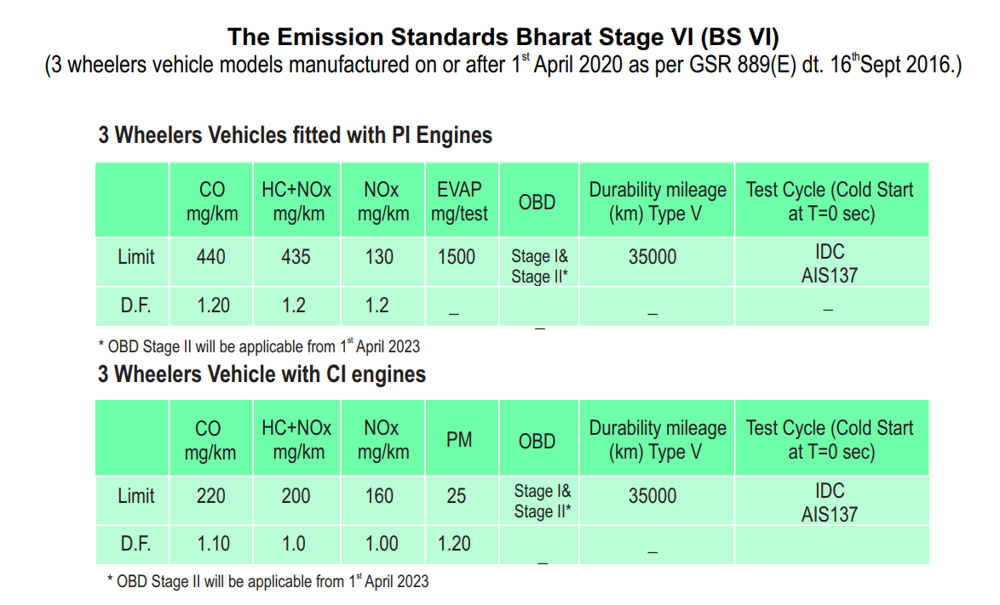 The Emission Standards Bharat Stage VI (BS VI)
(3 wheelers vehicle models manufactured on or after 1st April 2020 as per GSR 889(E) dt. 16thSept 2016.)
3 Wheelers Vehicles fitted with PI Engines
CO mg/km HC+NOx mg/km NOx mg/km EVAP mg/test OBD Durability mileage (km) Type V Test Cycle (Cold Start at T=0 sec)
Limit 440 435 130 1500 Stage I& Stage II* 35000 IDC AIS137
D.F. 1.20 1.2 1.2 _ _ _ _
* OBD Stage II will be applicable from 1st April 2023
3 Wheelers Vehicle with CI engines
CO mg/km HC+NOx mg/km NOx mg/km PM OBD Durability mileage (km) Type V Test Cycle (Cold Start at T=0 sec)
Limit 220 200 160 25 Stage I& Stage II* 35000 IDC AIS137
D.F. 1.10 1.0 1.00 1.20 _ _
* OBD Stage II will be applicable from 1st April 2023